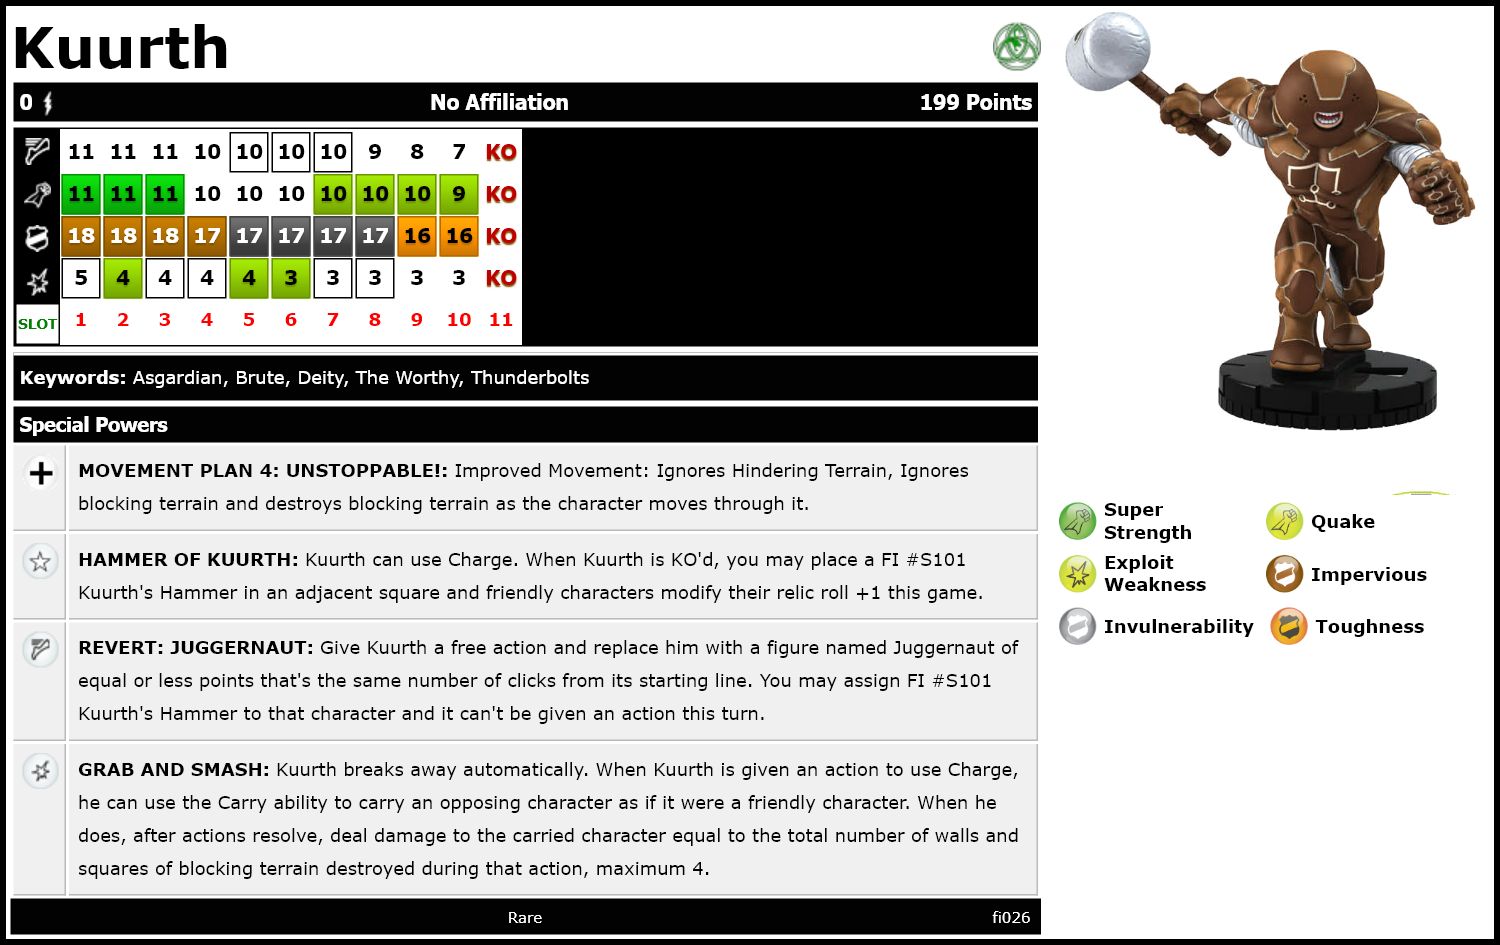 Kuurth
0 No Affiliation 199 Points
11 11 11 10 10 10 10 9 8 7 KO
11 11 11 10 10 10 10 10 10 9 KO
18 18 18 17 17 17 17 17 16 16 KO
5 4 4 4 4 3 3 3 3 3 KO
SLOT 1 2 3 4 5 6 7 8 9 10 11
Keywords: Asgardian, Brute, Deity, The Worthy, Thunderbolts
Special Powers
MOVEMENT PLAN 4: UNSTOPPABLE!: Improved Movement: Ignores Hindering Terrain, Ignores
blocking terrain and destroys blocking terrain as the character moves through it.
HAMMER OF KUURTH: Kuurth can use Charge. When Kuurth is KO'd, you may place a FI #S101
Kuurth's Hammer in an adjacent square and friendly characters modify their relic roll +1 this game.
REVERT: JUGGERNAUT: Give Kuurth a free action and replace him with a figure named Juggernaut of
equal or less points that's the same number of clicks from its starting line. You may assign FI #S101
Kuurth's Hammer to that character and it can't be given an action this turn.
GRAB AND SMASH: Kuurth breaks away automatically. When Kuurth is given an action to use Charge,
he can use the Carry ability to carry an opposing character as if it were a friendly character. When he
does, after actions resolve, deal damage to the carried character equal to the total number of walls and
squares of blocking terrain destroyed during that action, maximum 4.
Rare fi026
Super
Strength
Quake
Exploit
Weakness
Impervious
Invulnerability
Toughness